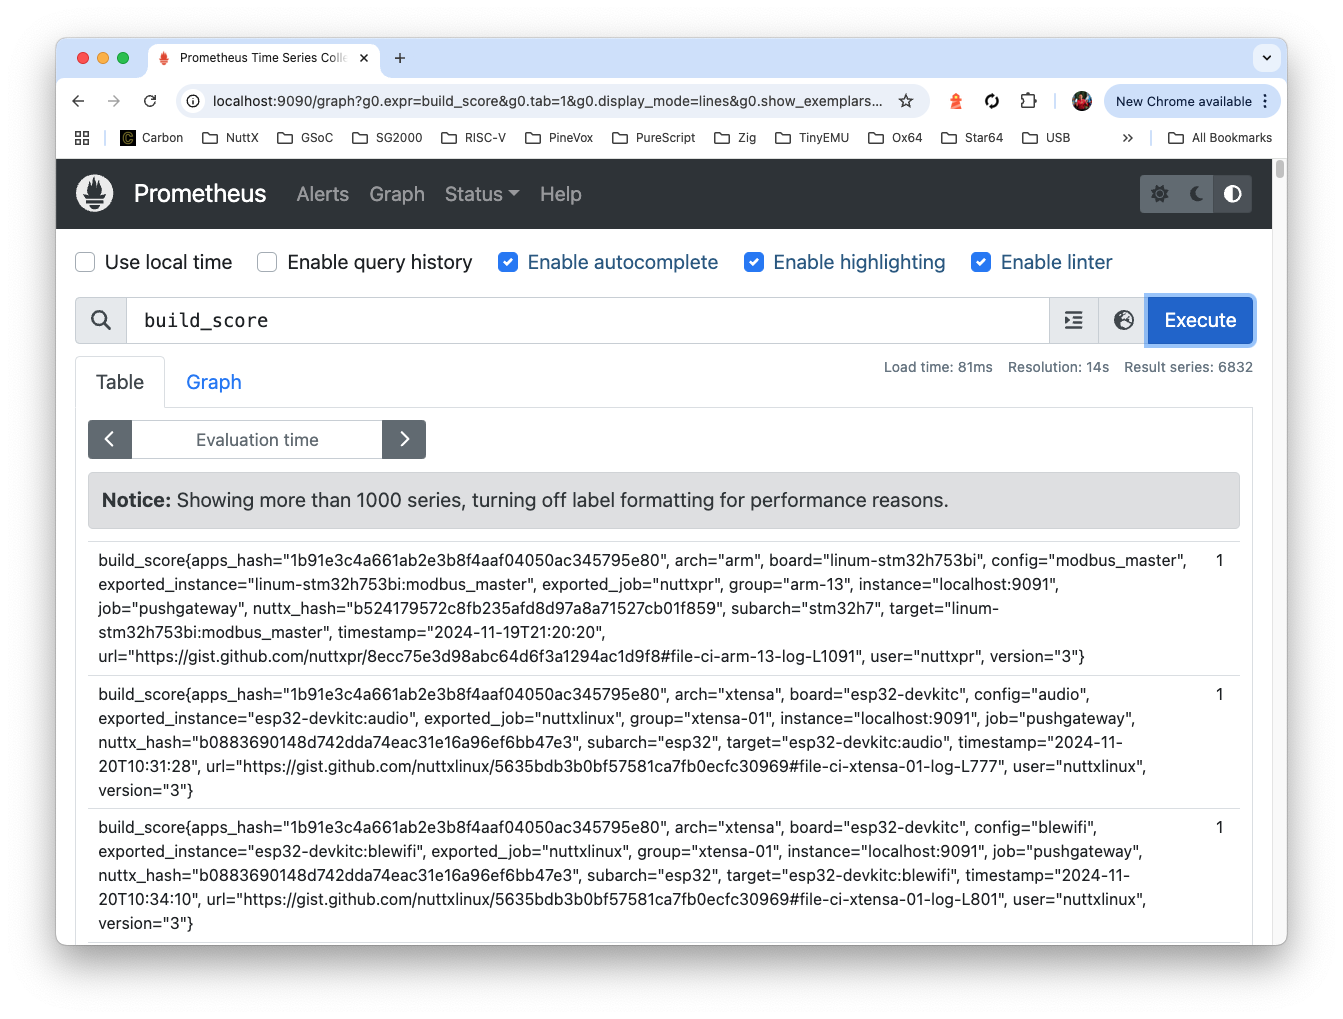 Prometheus Time Series Colle
localhost:9090/graph?g0.expr=build_score&g0.tab=1&g0.display_mode=lines&g0.show_exemplars...
New Chrome available
Carbon NuttX GSoC SG2000 RISC-V PineVox PureScript Zig TinyEMU Ox64 Star64 USB » All Bookmarks
Prometheus Alerts Graph Status Help
Use local time Enable query history Enable autocomplete Enable highlighting Enable linter
build_score Execute
Load time: 81ms Resolution: 14s Result series: 6832
Table Graph
Evaluation time
Notice: Showing more than 1000 series, turning off label formatting for performance reasons.
build_score{apps_hash="1b91e3c4a661ab2e3b8f4aaf04050ac345795e80", arch="arm", board="linum-stm32h753bi", config="modbus_master", 1
exported_instance="linum-stm32h753bi:modbus_master", exported_job="nuttxpr", group="arm-13", instance="localhost:9091",
job="pushgateway", nuttx_hash="b524179572c8fb235afd8d97a8a71527cb01f859", subarch="stm32h7", target="linum-
stm32h753bi:modbus_master", timestamp="2024-11-19T21:20:20",
url="https://gist.github.com/nuttxpr/8ecc75e3d98abc64d6f3a1294ac1d9f8#file-ci-arm-13-log-L1091", user="nuttxpr", version="3"}
build_score{apps_hash="1b91e3c4a661ab2e3b8f4aaf04050ac345795e80", arch="xtensa", board="esp32-devkitc", config="audio", 1
exported_instance="esp32-devkitc:audio", exported_job="nuttxlinux", group="xtensa-01", instance="localhost:9091", job="pushgateway",
nuttx_hash="b0883690148d742dda74eac31e16a96ef6bb47e3", subarch="esp32", target="esp32-devkitc:audio", timestamp="2024-11-
20T10:31:28", url="https://gist.github.com/nuttxlinux/5635bdb3b0bf57581ca7fb0ecfc30969#file-ci-xtensa-01-log-L777", user="nuttxlinux",
version="3"}
build_score{apps_hash="1b91e3c4a661ab2e3b8f4aaf04050ac345795e80", arch="xtensa", board="esp32-devkitc", config="blewifi", 1
exported_instance="esp32-devkitc:blewifi", exported_job="nuttxlinux", group="xtensa-01", instance="localhost:9091", job="pushgateway",
nuttx_hash="b0883690148d742dda74eac31e16a96ef6bb47e3", subarch="esp32", target="esp32-devkitc:blewifi", timestamp="2024-11-
20T10:34:10", url="https://gist.github.com/nuttxlinux/5635bdb3b0bf57581ca7fb0ecfc30969#file-ci-xtensa-01-log-L801", user="nuttxlinux",
version="3"}